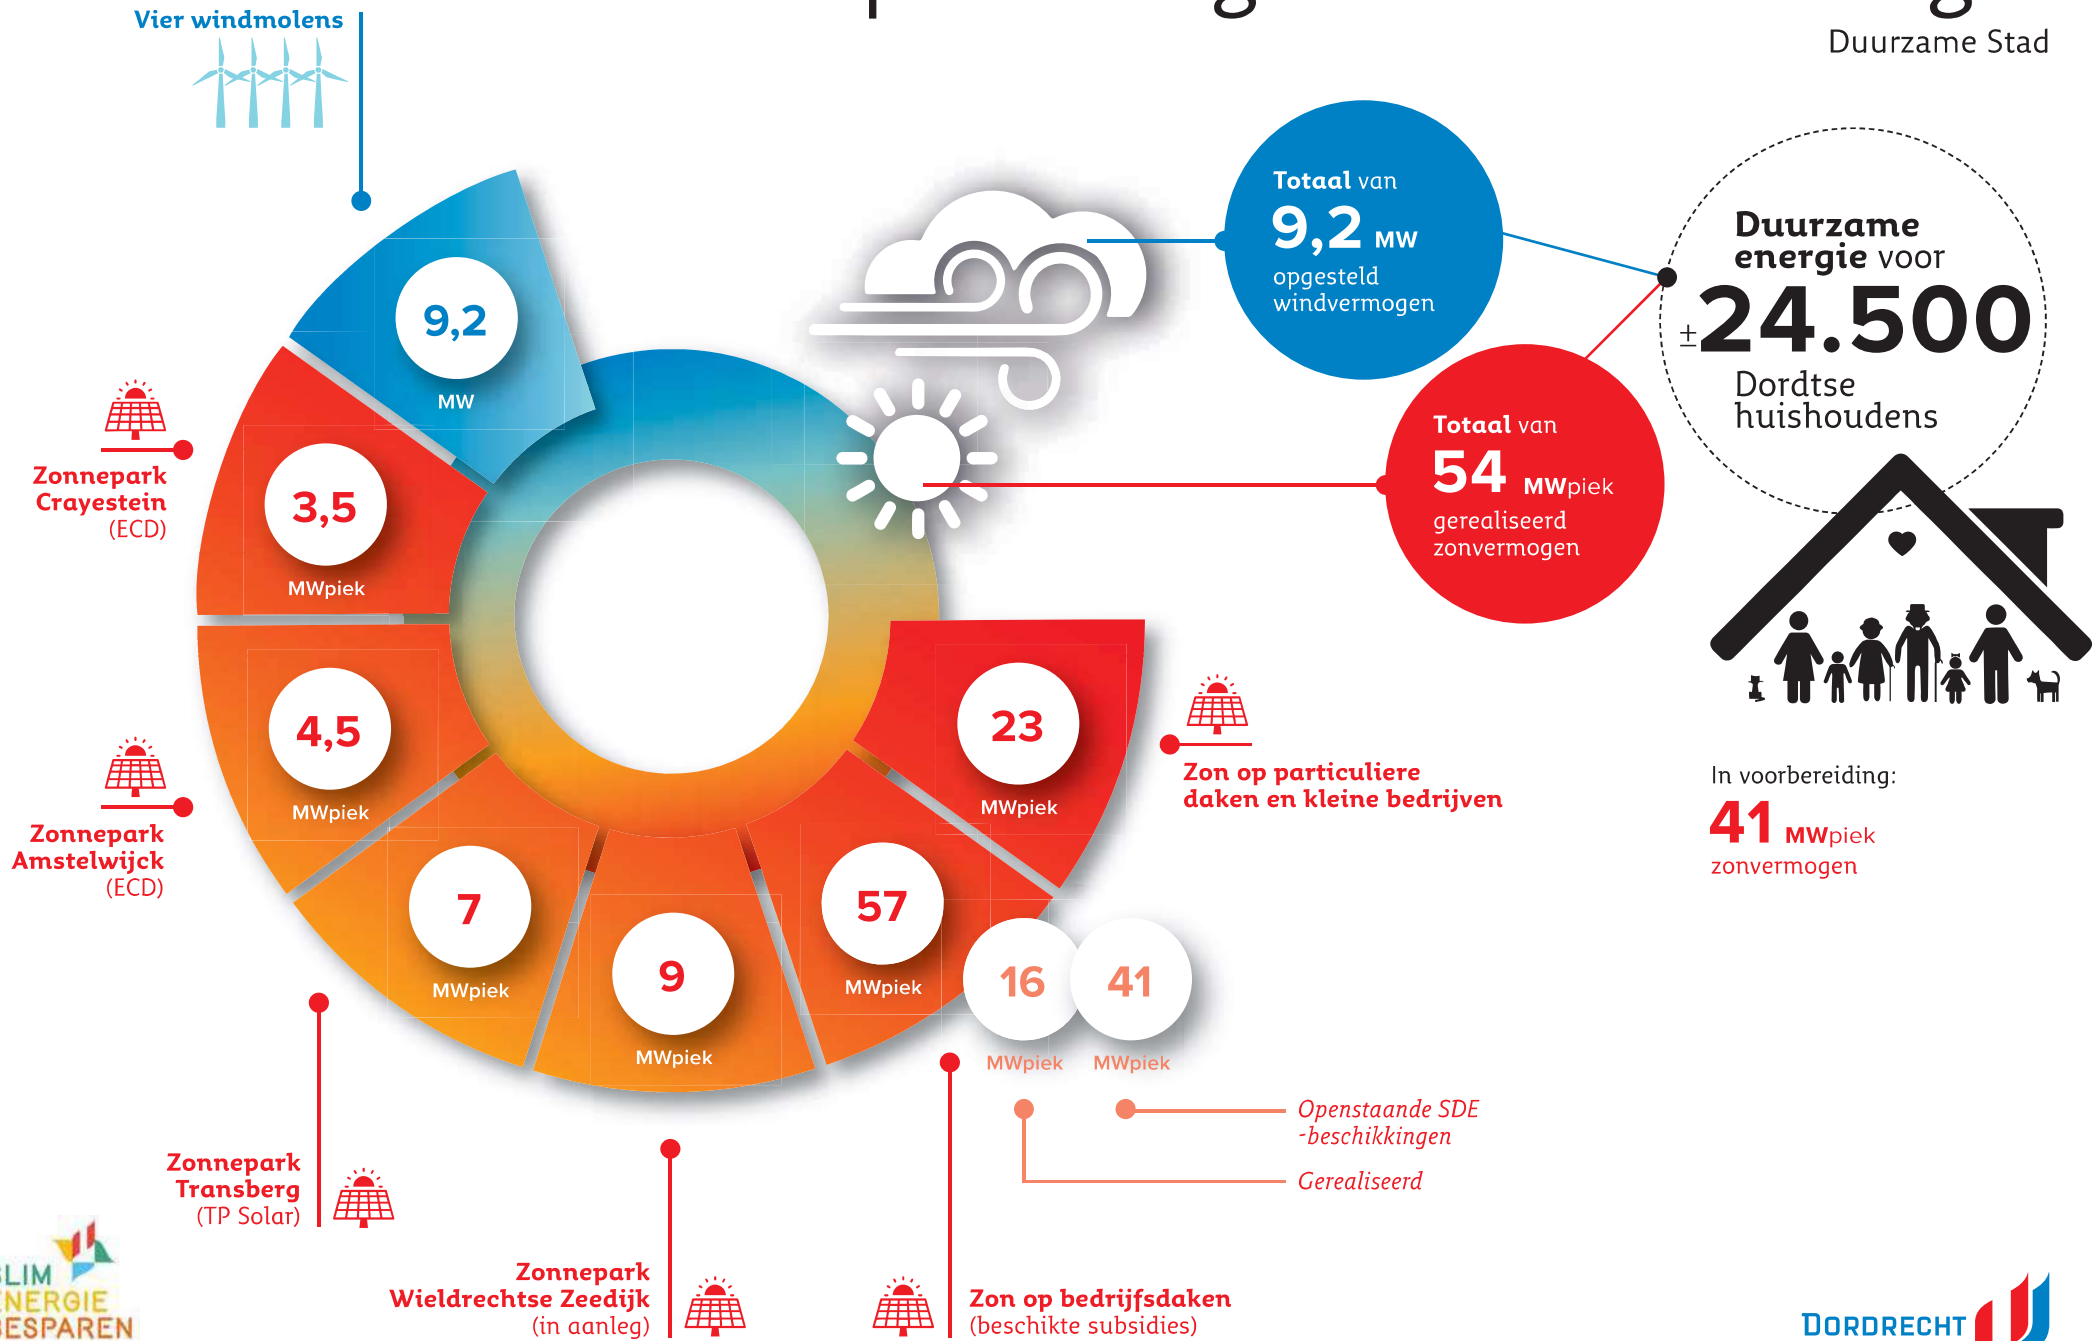 Vier windmolens
Duurzame Stad
9,2
MW
Zonnepark
Crayestein
(ECD)
3,5
MWpiek
Zonnepark
Amstelwijck
(ECD)
4,5
MWpiek
Zonnepark
Transberg
(TP Solar)
7
MWpiek
Zonnepark
Wieldrechtse Zeedijk
(in aanleg)
9
MWpiek
Zon op bedrijfsdaken
(beschikte subsidies)
57
MWpiek
16
MWpiek
41
MWpiek
Openstaande SDE
-beschikkingen
Gerealiseerd
23
MWpiek
Zon op particuliere
daken en kleine bedrijven
Totaal van
9,2 MW
opgesteld
windvermogen
Totaal van
54 MWpiek
gerealiseerd
zonvermogen
Duurzame
energie voor
±24.500
Dordtse
huishoudens
In voorbereiding:
41 MWpiek
zonvermogen
SLIM
ENERGIE
BESPAREN
DORDRECHT